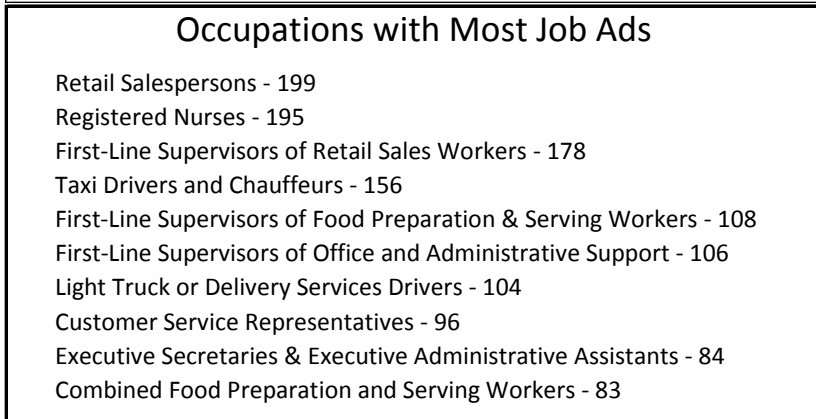 Occupations with Most Job Ads
Retail Salespersons - 199
Registered Nurses - 195
First-Line Supervisors of Retail Sales Workers - 178
Taxi Drivers and Chauffeurs - 156
First-Line Supervisors of Food Preparation & Serving Workers - 108
First-Line Supervisors of Office and Administrative Support - 106
Light Truck or Delivery Services Drivers - 104
Customer Service Representatives - 96
Executive Secretaries & Executive Administrative Assistants - 84
Combined Food Preparation and Serving Workers - 83